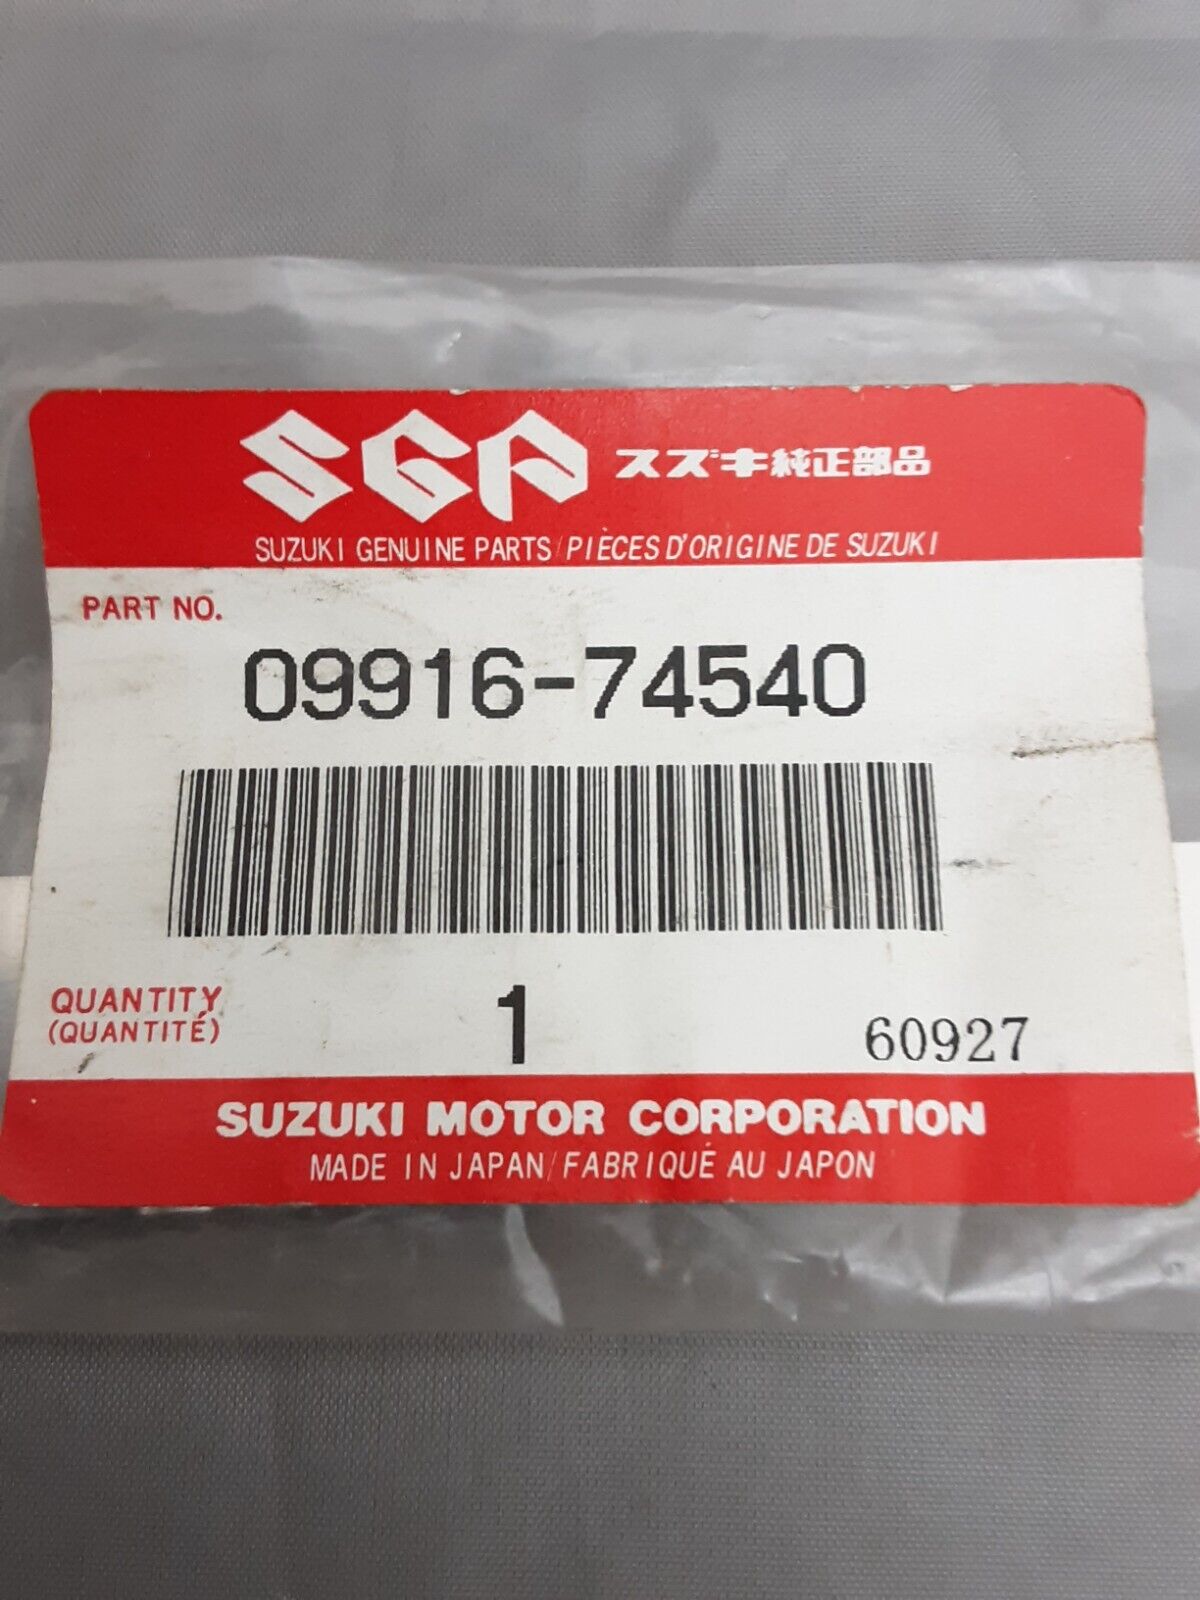 SGP スズキ純正部品
SUZUKI GENUINE PARTS/PIÈCES D'ORIGINE DE SUZUKI
PART NO.
09916-74540
QUANTITY 1 60927
(QUANTITÉ)
SUZUKI MOTOR CORPORATION
MADE IN JAPAN/FABRIQUÉ AU JAPON